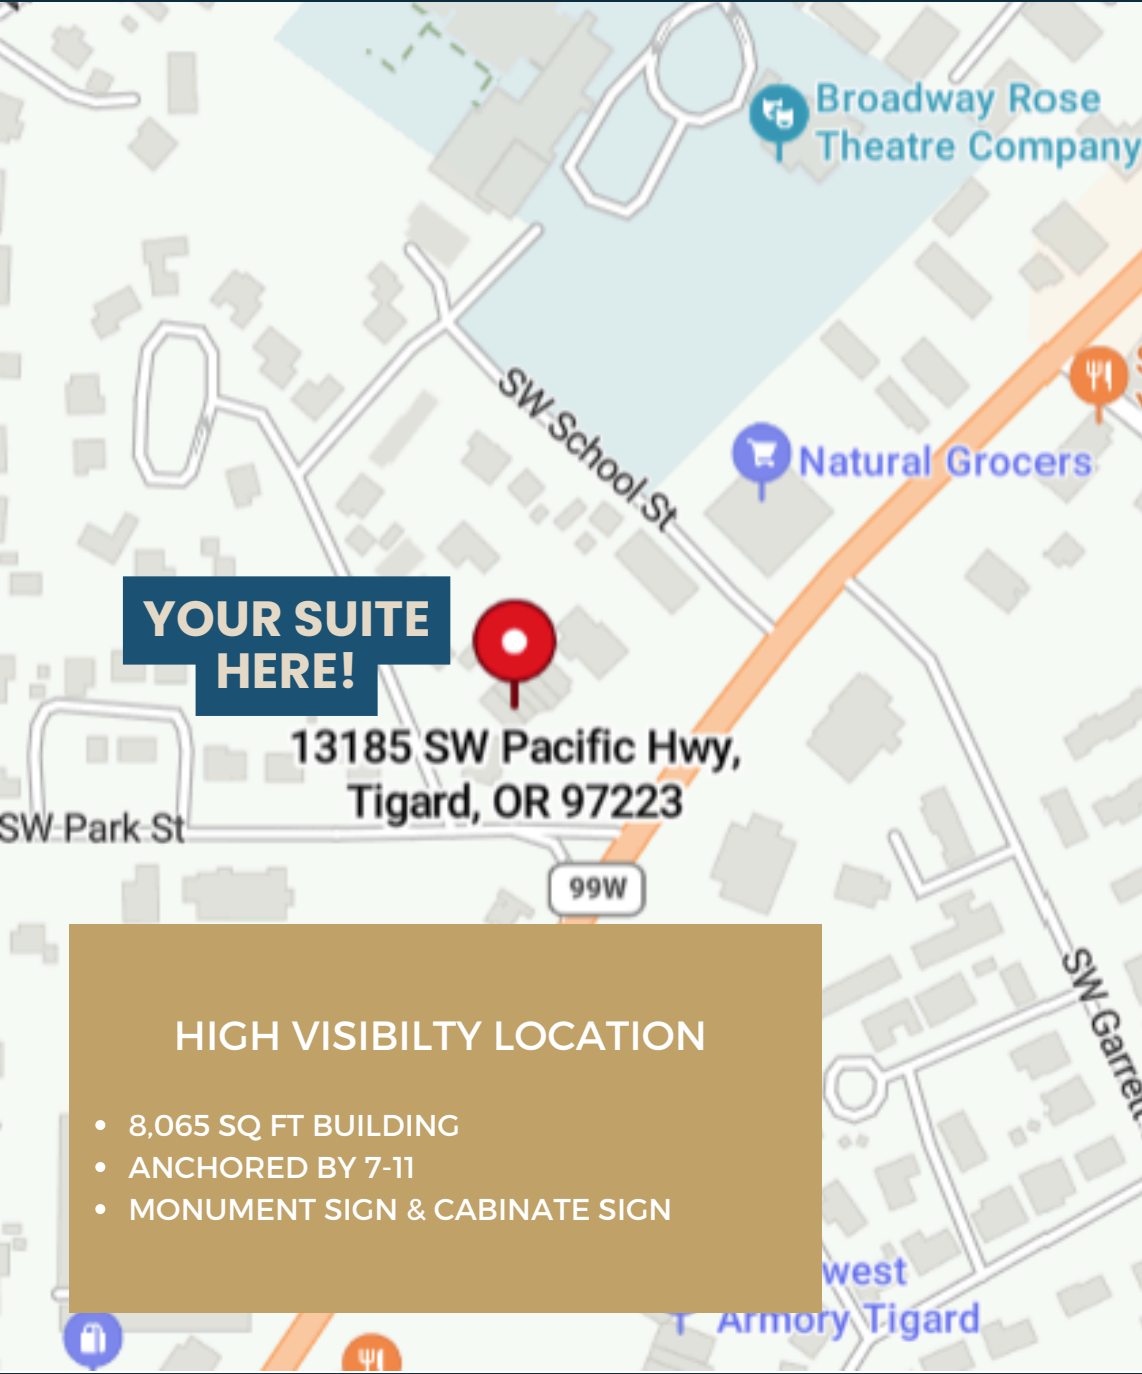 Broadway Rose
Theatre Company
SW School St
Natural Grocers
YOUR SUITE
HERE!
13185 SW Pacific Hwy,
Tigard, OR 97223
SW Park St
99W
SW Garrett
HIGH VISIBILTY LOCATION
• 8,065 SQ FT BUILDING
• ANCHORED BY 7-11
• MONUMENT SIGN & CABINATE SIGN
west
Armory Tigard